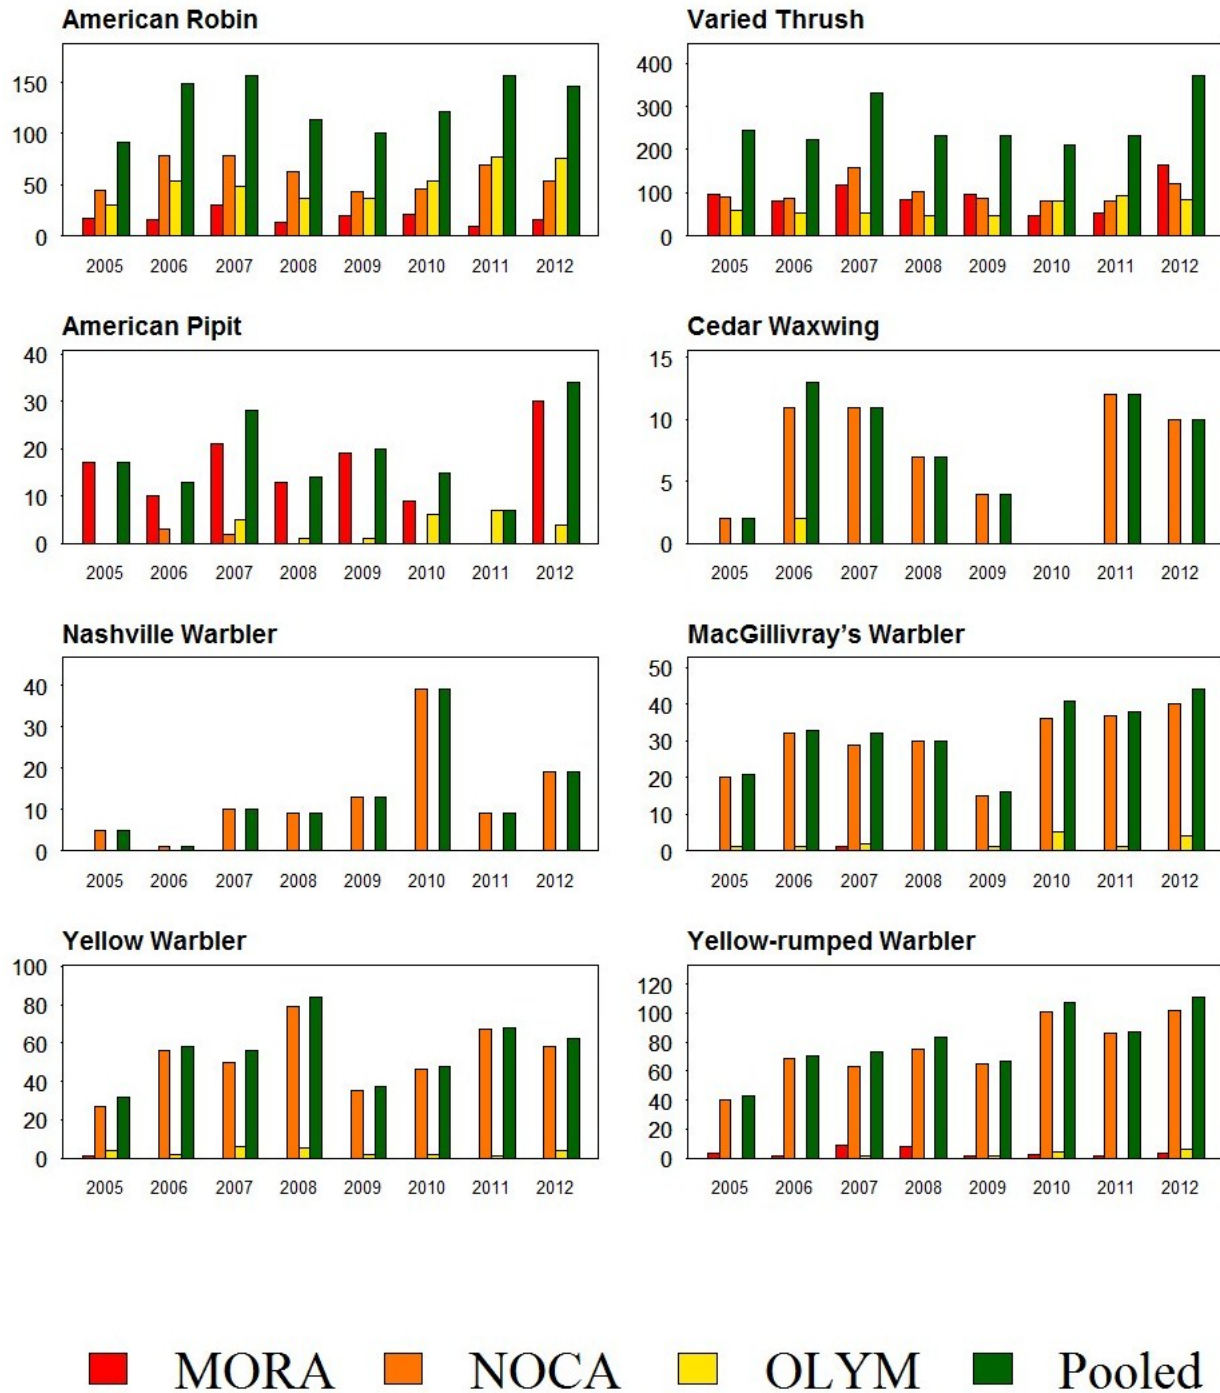 American Robin
150
100
50
0
2005 2006 2007 2008 2009 2010 2011 2012
Varied Thrush
400
300
200
100
0
2005 2006 2007 2008 2009 2010 2011 2012
American Pipit
40
30
20
10
0
2005 2006 2007 2008 2009 2010 2011 2012
Cedar Waxwing
15
10
5
0
2005 2006 2007 2008 2009 2010 2011 2012
Nashville Warbler
40
30
20
10
0
2005 2006 2007 2008 2009 2010 2011 2012
MacGillivray’s Warbler
50
40
30
20
10
0
2005 2006 2007 2008 2009 2010 2011 2012
Yellow Warbler
100
80
60
40
20
0
2005 2006 2007 2008 2009 2010 2011 2012
Yellow-rumped Warbler
120
100
80
60
40
20
0
2005 2006 2007 2008 2009 2010 2011 2012
MORA NOCA OLYM Pooled